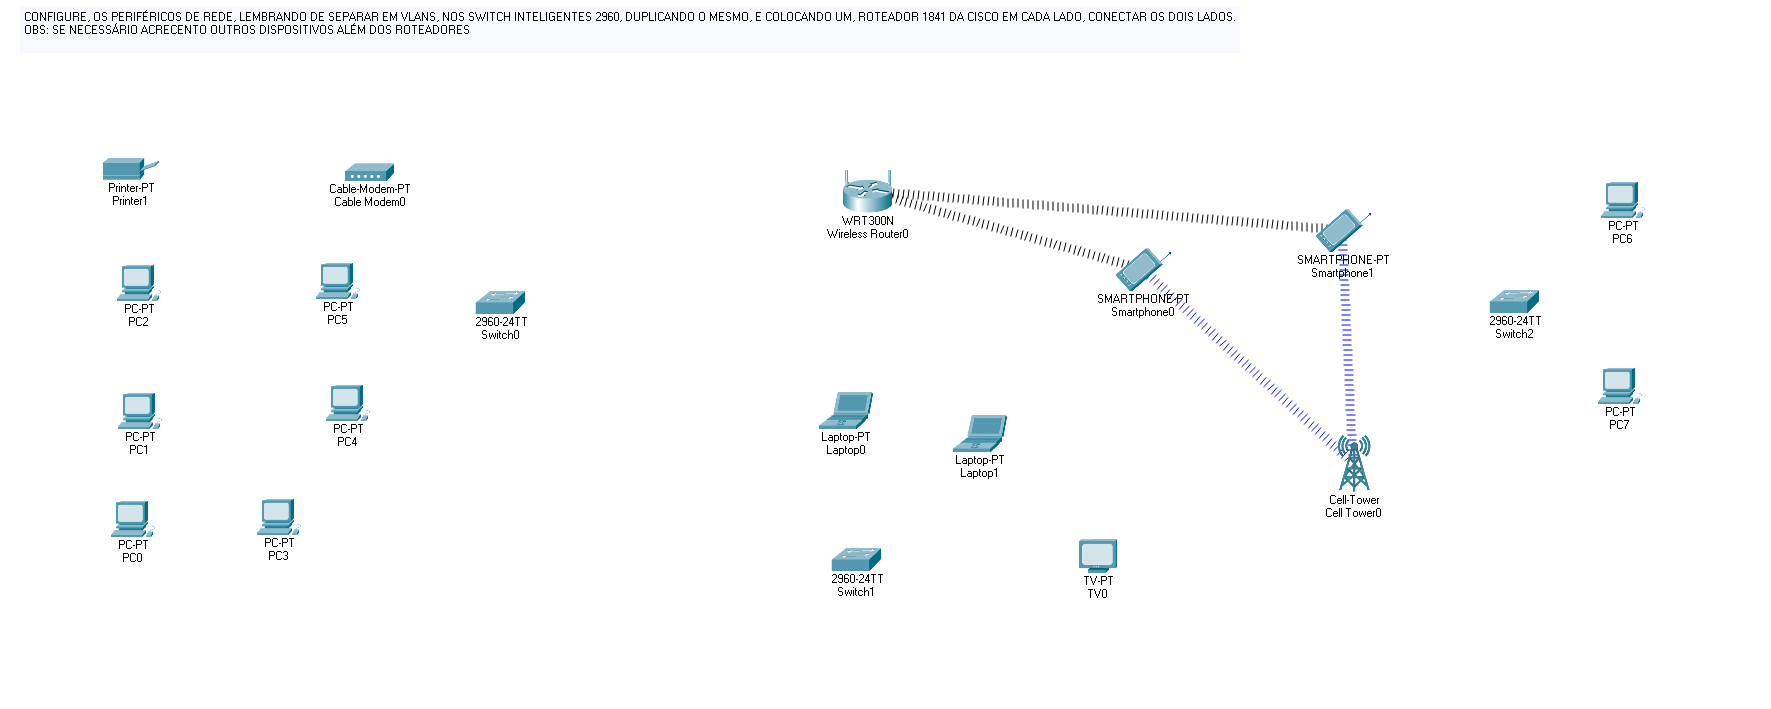 CONFIGURE, OS PERIFÉRICOS DE REDE, LEMBRANDO DE SEPARAR EM VLANS, NOS SWITCH INTELIGENTES 2960, DUPLICANDO O MESMO, E COLOCANDO UM, ROTEADOR 1841 DA CISCO EM CADA LADO, CONECTAR OS DOIS LADOS.
OBS: SE NECESSÁRIO ACRECENTO OUTROS DISPOSITIVOS ALÉM DOS ROTEADORES
Printer-PT
Printer1
Cable-Modem-PT
Cable Modem0
WRT300N
Wireless Router0
PC-PT
PC6
SMARTPHONE-PT
Smartphone1
SMARTPHONE-PT
Smartphone0
PC-PT
PC2
PC-PT
PC5
2960-24TT
Switch0
2960-24TT
Switch2
PC-PT
PC1
PC-PT
PC4
Laptop-PT
Laptop0
Laptop-PT
Laptop1
PC-PT
PC7
Cell-Tower
Cell Tower0
PC-PT
PC0
PC-PT
PC3
2960-24TT
Switch1
TV-PT
TV0